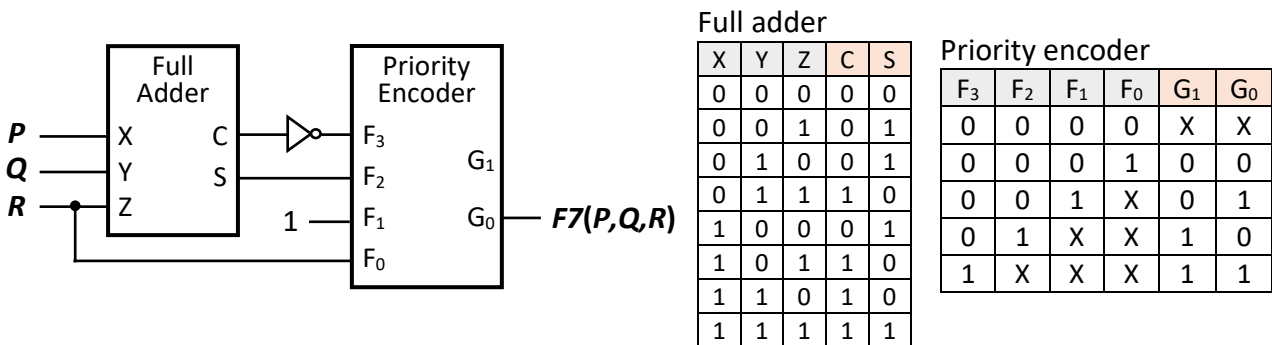 Full Adder
P
Q
R
X
Y
Z
C
S
1
Priority Encoder
F₃
F₂
F₁
F₀
G₁
G₀
F7(P,Q,R)
Full adder
X Y Z C S
0 0 0 0 0
0 0 1 0 1
0 1 0 0 1
0 1 1 1 0
1 0 0 0 1
1 0 1 1 0
1 1 0 1 0
1 1 1 1 1
Priority encoder
F₃ F₂ F₁ F₀ G₁ G₀
0 0 0 0 X X
0 0 0 1 0 0
0 0 1 X 0 1
0 1 X X 1 0
1 X X X 1 1